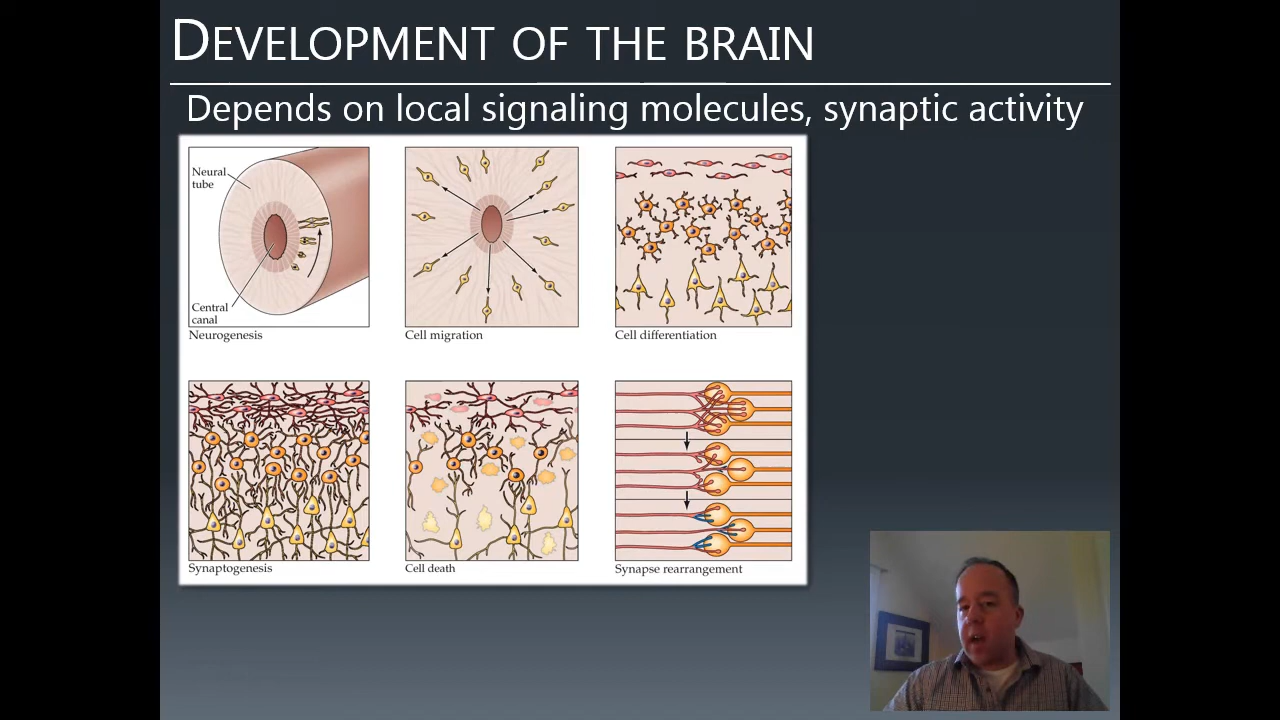 DEVELOPMENT OF THE BRAIN
Depends on local signaling molecules, synaptic activity
Neural
tube
Central
canal
Neurogenesis
Cell migration
Cell differentiation
Synaptogenesis
Cell death
Synapse rearrangement